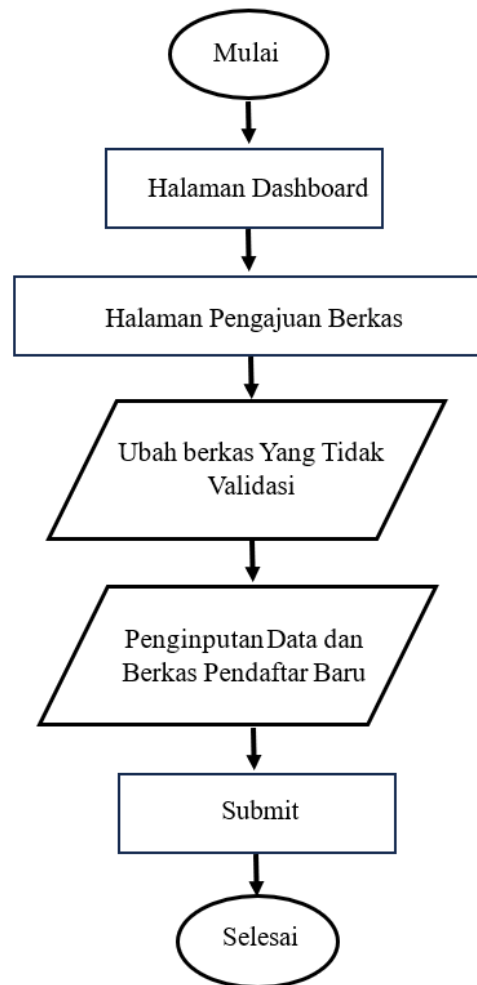 Mulai
Halaman Dashboard
Halaman Pengajuan Berkas
Ubah berkas Yang Tidak
Validasi
Penginputan Data dan
Berkas Pendaftar Baru
Submit
Selesai